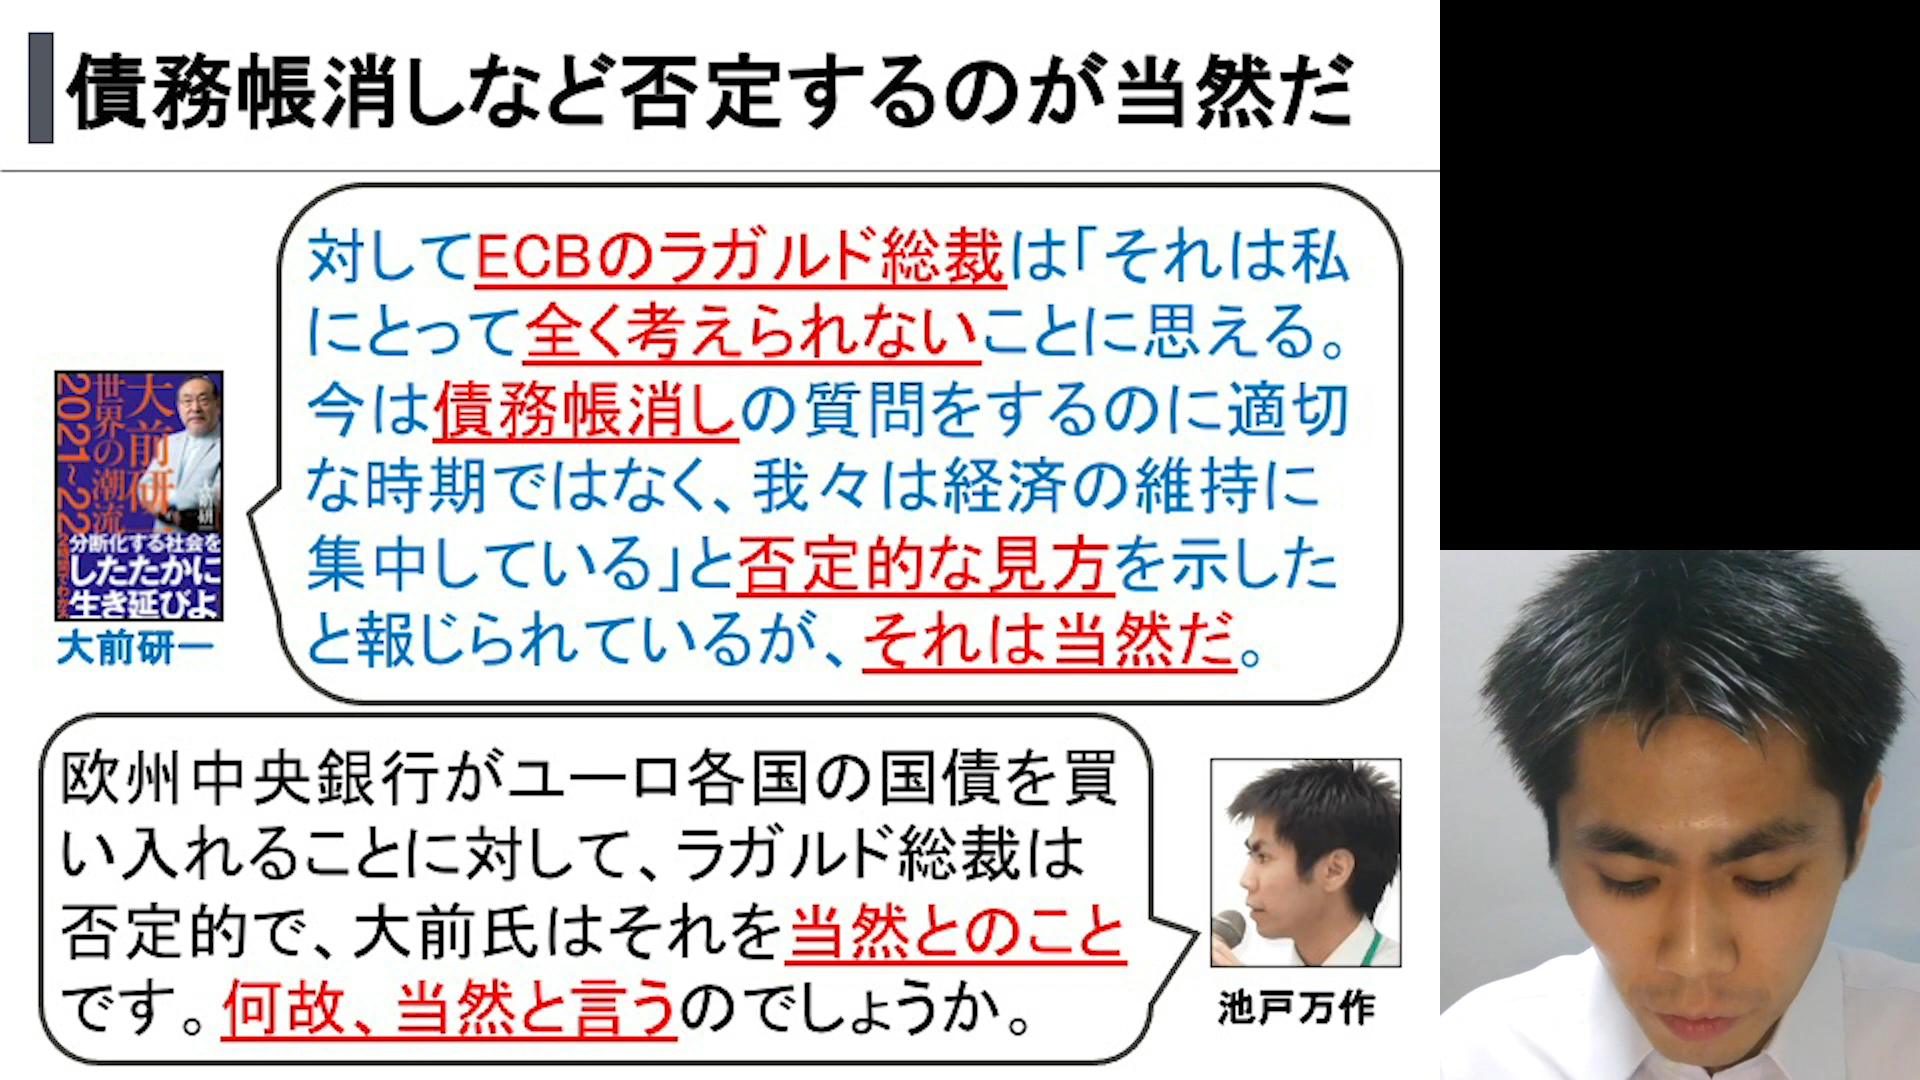 債務帳消しなど否定するのが当然だ
対してECBのラガルド総裁は「それは私
にとって全く考えられないことに思える。
今は債務帳消しの質問をするのに適切
な時期ではなく、我々は経済の維持に
集中している」と否定的な見方を示した
と報じられているが、それは当然だ。
大前研一
世界の潮流
2021~22
分断化する社会を
したたかに
生き延びよ
大前研一
欧州中央銀行がユーロ各国の国債を買
い入れることに対して、ラガルド総裁は
否定的で、大前氏はそれを当然とのこと
です。何故、当然と言うのでしょうか。
池戸万作